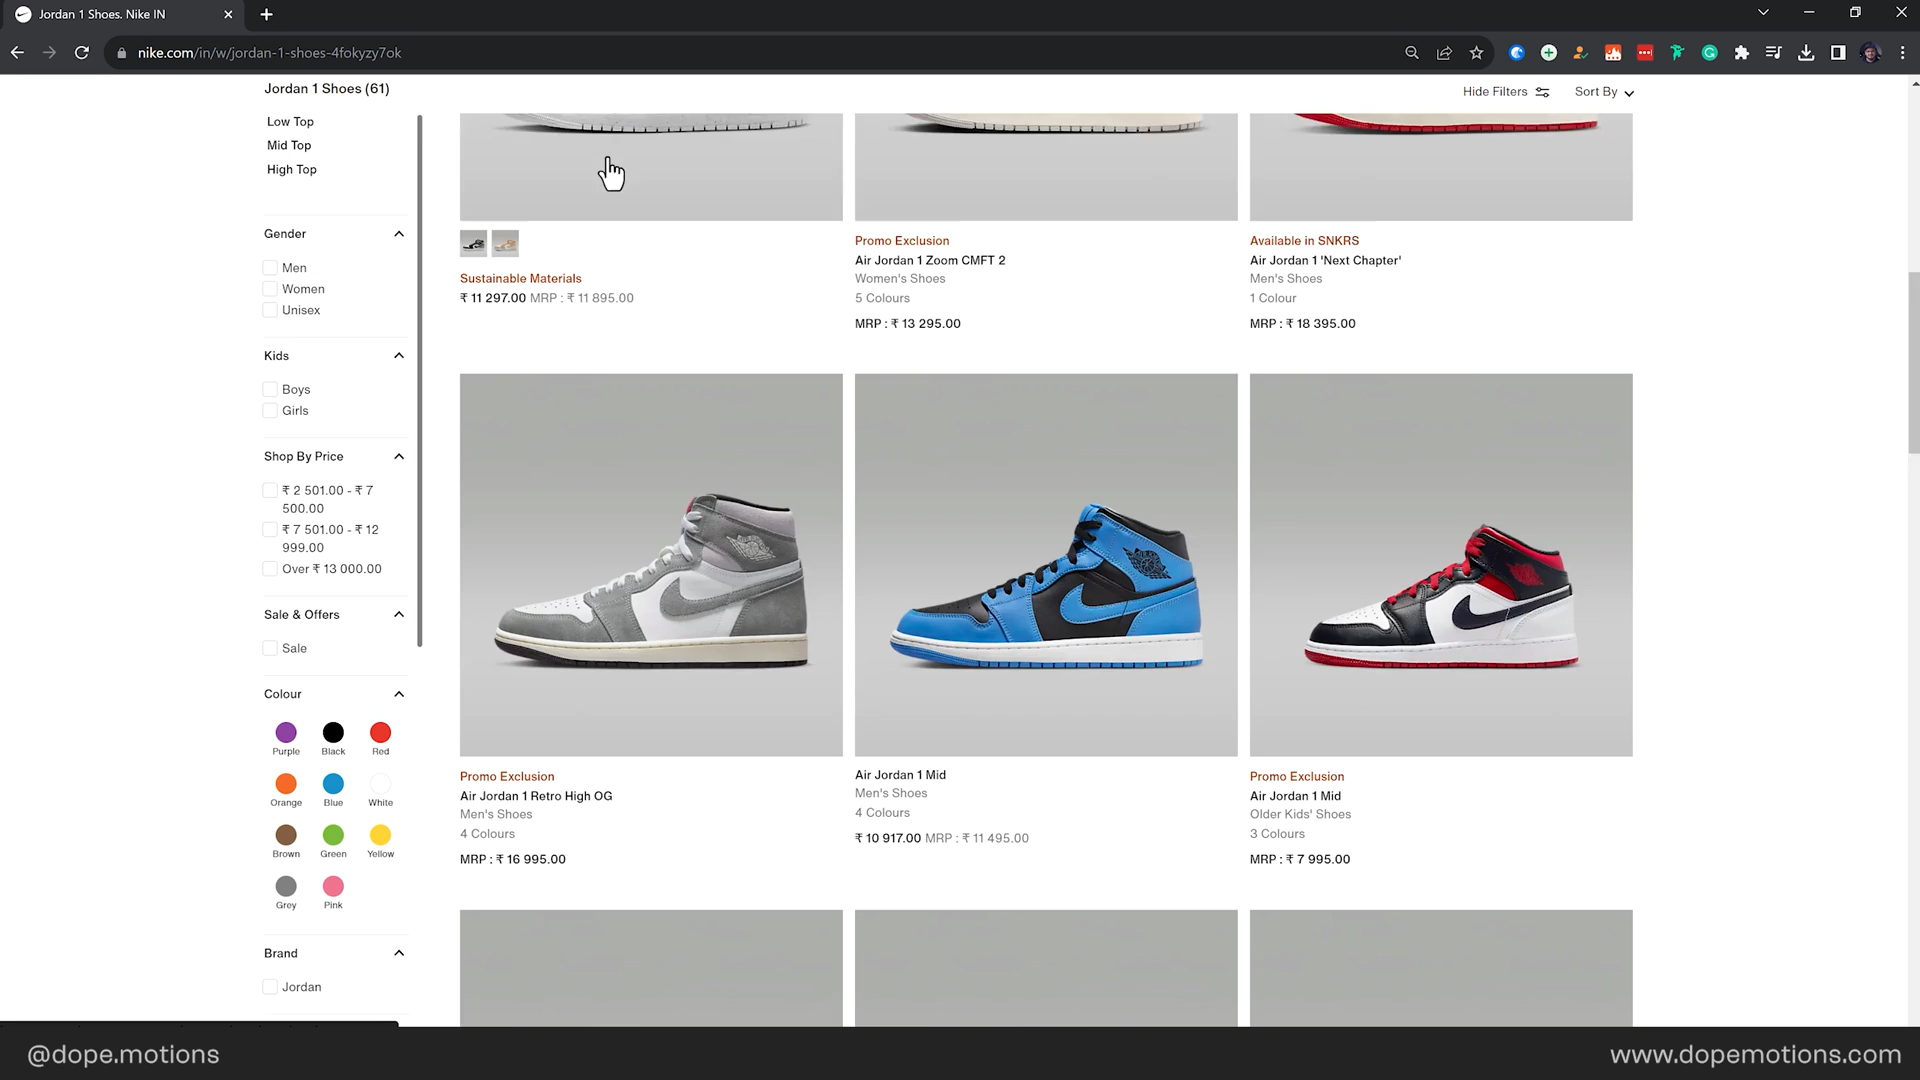 Jordan 1 Shoes. Nike IN
nike.com/in/w/jordan-1-shoes-4fokyzy7ok
Jordan 1 Shoes (61)
Hide Filters
Sort By
Low Top
Mid Top
High Top
Gender
Men
Women
Unisex
Kids
Boys
Girls
Shop By Price
₹ 2 501.00 - ₹ 7
500.00
₹ 7 501.00 - ₹ 12
999.00
Over ₹ 13 000.00
Sale & Offers
Sale
Colour
Purple
Black
Red
Orange
Blue
White
Brown
Green
Yellow
Grey
Pink
Brand
Jordan
Sustainable Materials
₹ 11 297.00 MRP : ₹ 11 895.00
Promo Exclusion
Air Jordan 1 Zoom CMFT 2
Women's Shoes
5 Colours
MRP : ₹ 13 295.00
Available in SNKRS
Air Jordan 1 'Next Chapter'
Men's Shoes
1 Colour
MRP : ₹ 18 395.00
Promo Exclusion
Air Jordan 1 Retro High OG
Men's Shoes
4 Colours
MRP : ₹ 16 995.00
Air Jordan 1 Mid
Men's Shoes
4 Colours
₹ 10 917.00 MRP : ₹ 11 495.00
Promo Exclusion
Air Jordan 1 Mid
Older Kids' Shoes
3 Colours
MRP : ₹ 7 995.00
@dope.motions
www.dopemotions.com